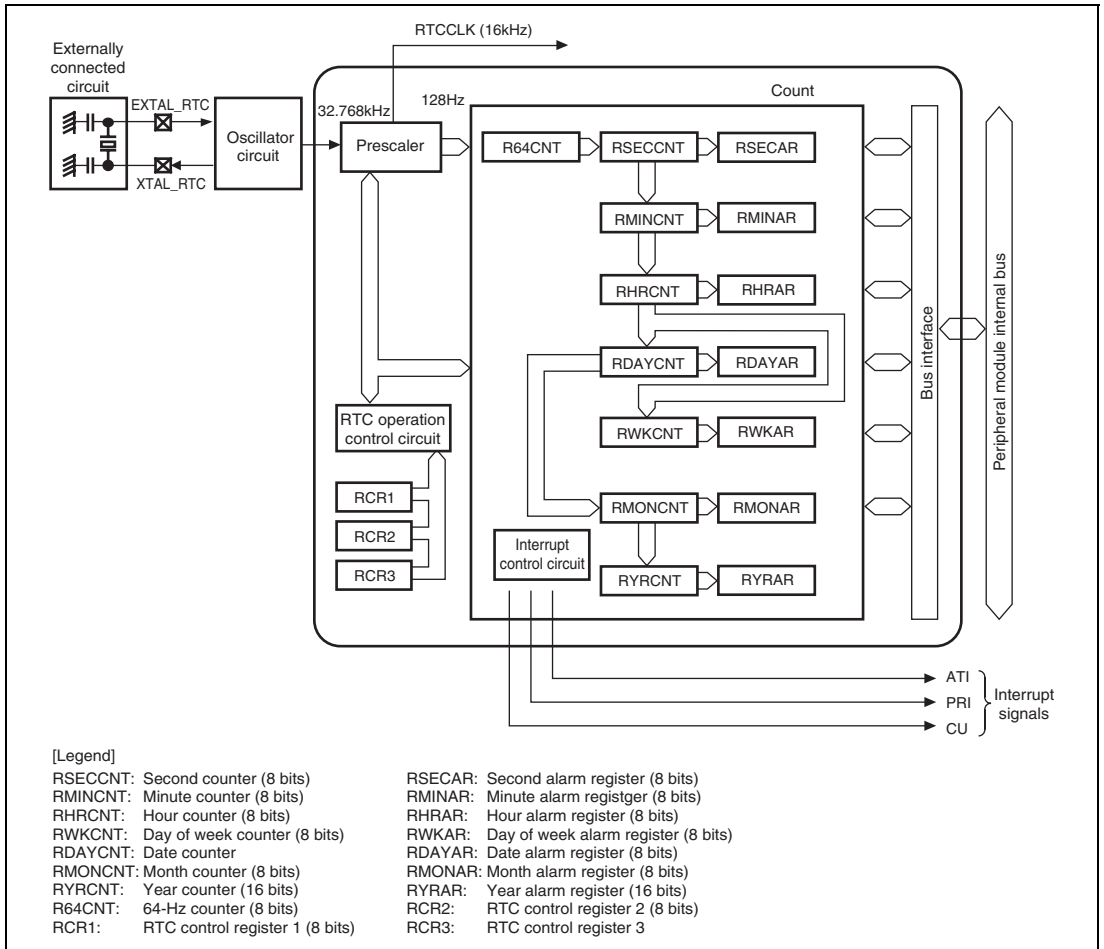 RTCCLK (16kHz)
Externally
connected
circuit
EXTAL_RTC
XTAL_RTC
Oscillator
circuit
32.768kHz
128Hz
Count
Prescaler
R64CNT
RSECCNT
RSECAR
RMINCNT
RMINAR
RHRCNT
RHRAR
RDAYCNT
RDAYAR
RWKCNT
RWKAR
RMONCNT
RMONAR
RYRCNT
RYRAR
RTC operation
control circuit
RCR1
RCR2
RCR3
Interrupt
control circuit
Bus interface
Peripheral module internal bus
ATI
PRI
CU
Interrupt
signals
[Legend]
RSECCNT: Second counter (8 bits)
RMINCNT: Minute counter (8 bits)
RHRCNT: Hour counter (8 bits)
RWKCNT: Day of week counter (8 bits)
RDAYCNT: Date counter
RMONCNT: Month counter (8 bits)
RYRCNT: Year counter (16 bits)
R64CNT: 64-Hz counter (8 bits)
RCR1: RTC control register 1 (8 bits)
RSECAR: Second alarm register (8 bits)
RMINAR: Minute alarm registger (8 bits)
RHRAR: Hour alarm register (8 bits)
RWKAR: Day of week alarm register (8 bits)
RDAYAR: Date alarm register (8 bits)
RMONAR: Month alarm register (8 bits)
RYRAR: Year alarm register (16 bits)
RCR2: RTC control register 2 (8 bits)
RCR3: RTC control register 3